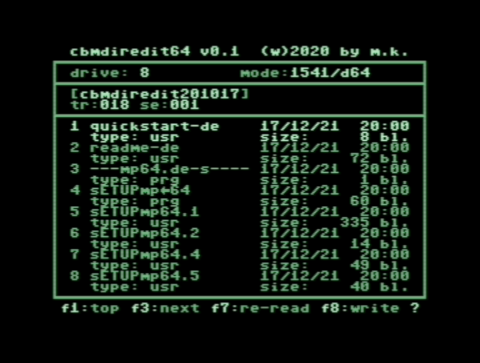 cbmdiredit64 v0.1  (w)2020 by m.k.
drive: 8          mode:1541/d64
[cbmdiredit201017]
tr:018 se:001
1 quickstart-de    17/12/21  20:00
type: usr        size:     8 bl.
2 readme-de        17/12/21  20:00
type: usr        size:    72 bl.
3 ---mp64.de-s---- 17/12/21  20:00
type: prg        size:     1 bl.
4 sETUPmp←64       17/12/21  20:00
type: prg        size:    60 bl.
5 sETUPmp64.1      17/12/21  20:00
type: usr        size:   335 bl.
6 sETUPmp64.2      17/12/21  20:00
type: usr        size:    14 bl.
7 sETUPmp64.4      17/12/21  20:00
type: usr        size:    49 bl.
8 sETUPmp64.5      17/12/21  20:00
type: usr        size:    40 bl.
f1:top f3:next f7:re-read f8:write ?